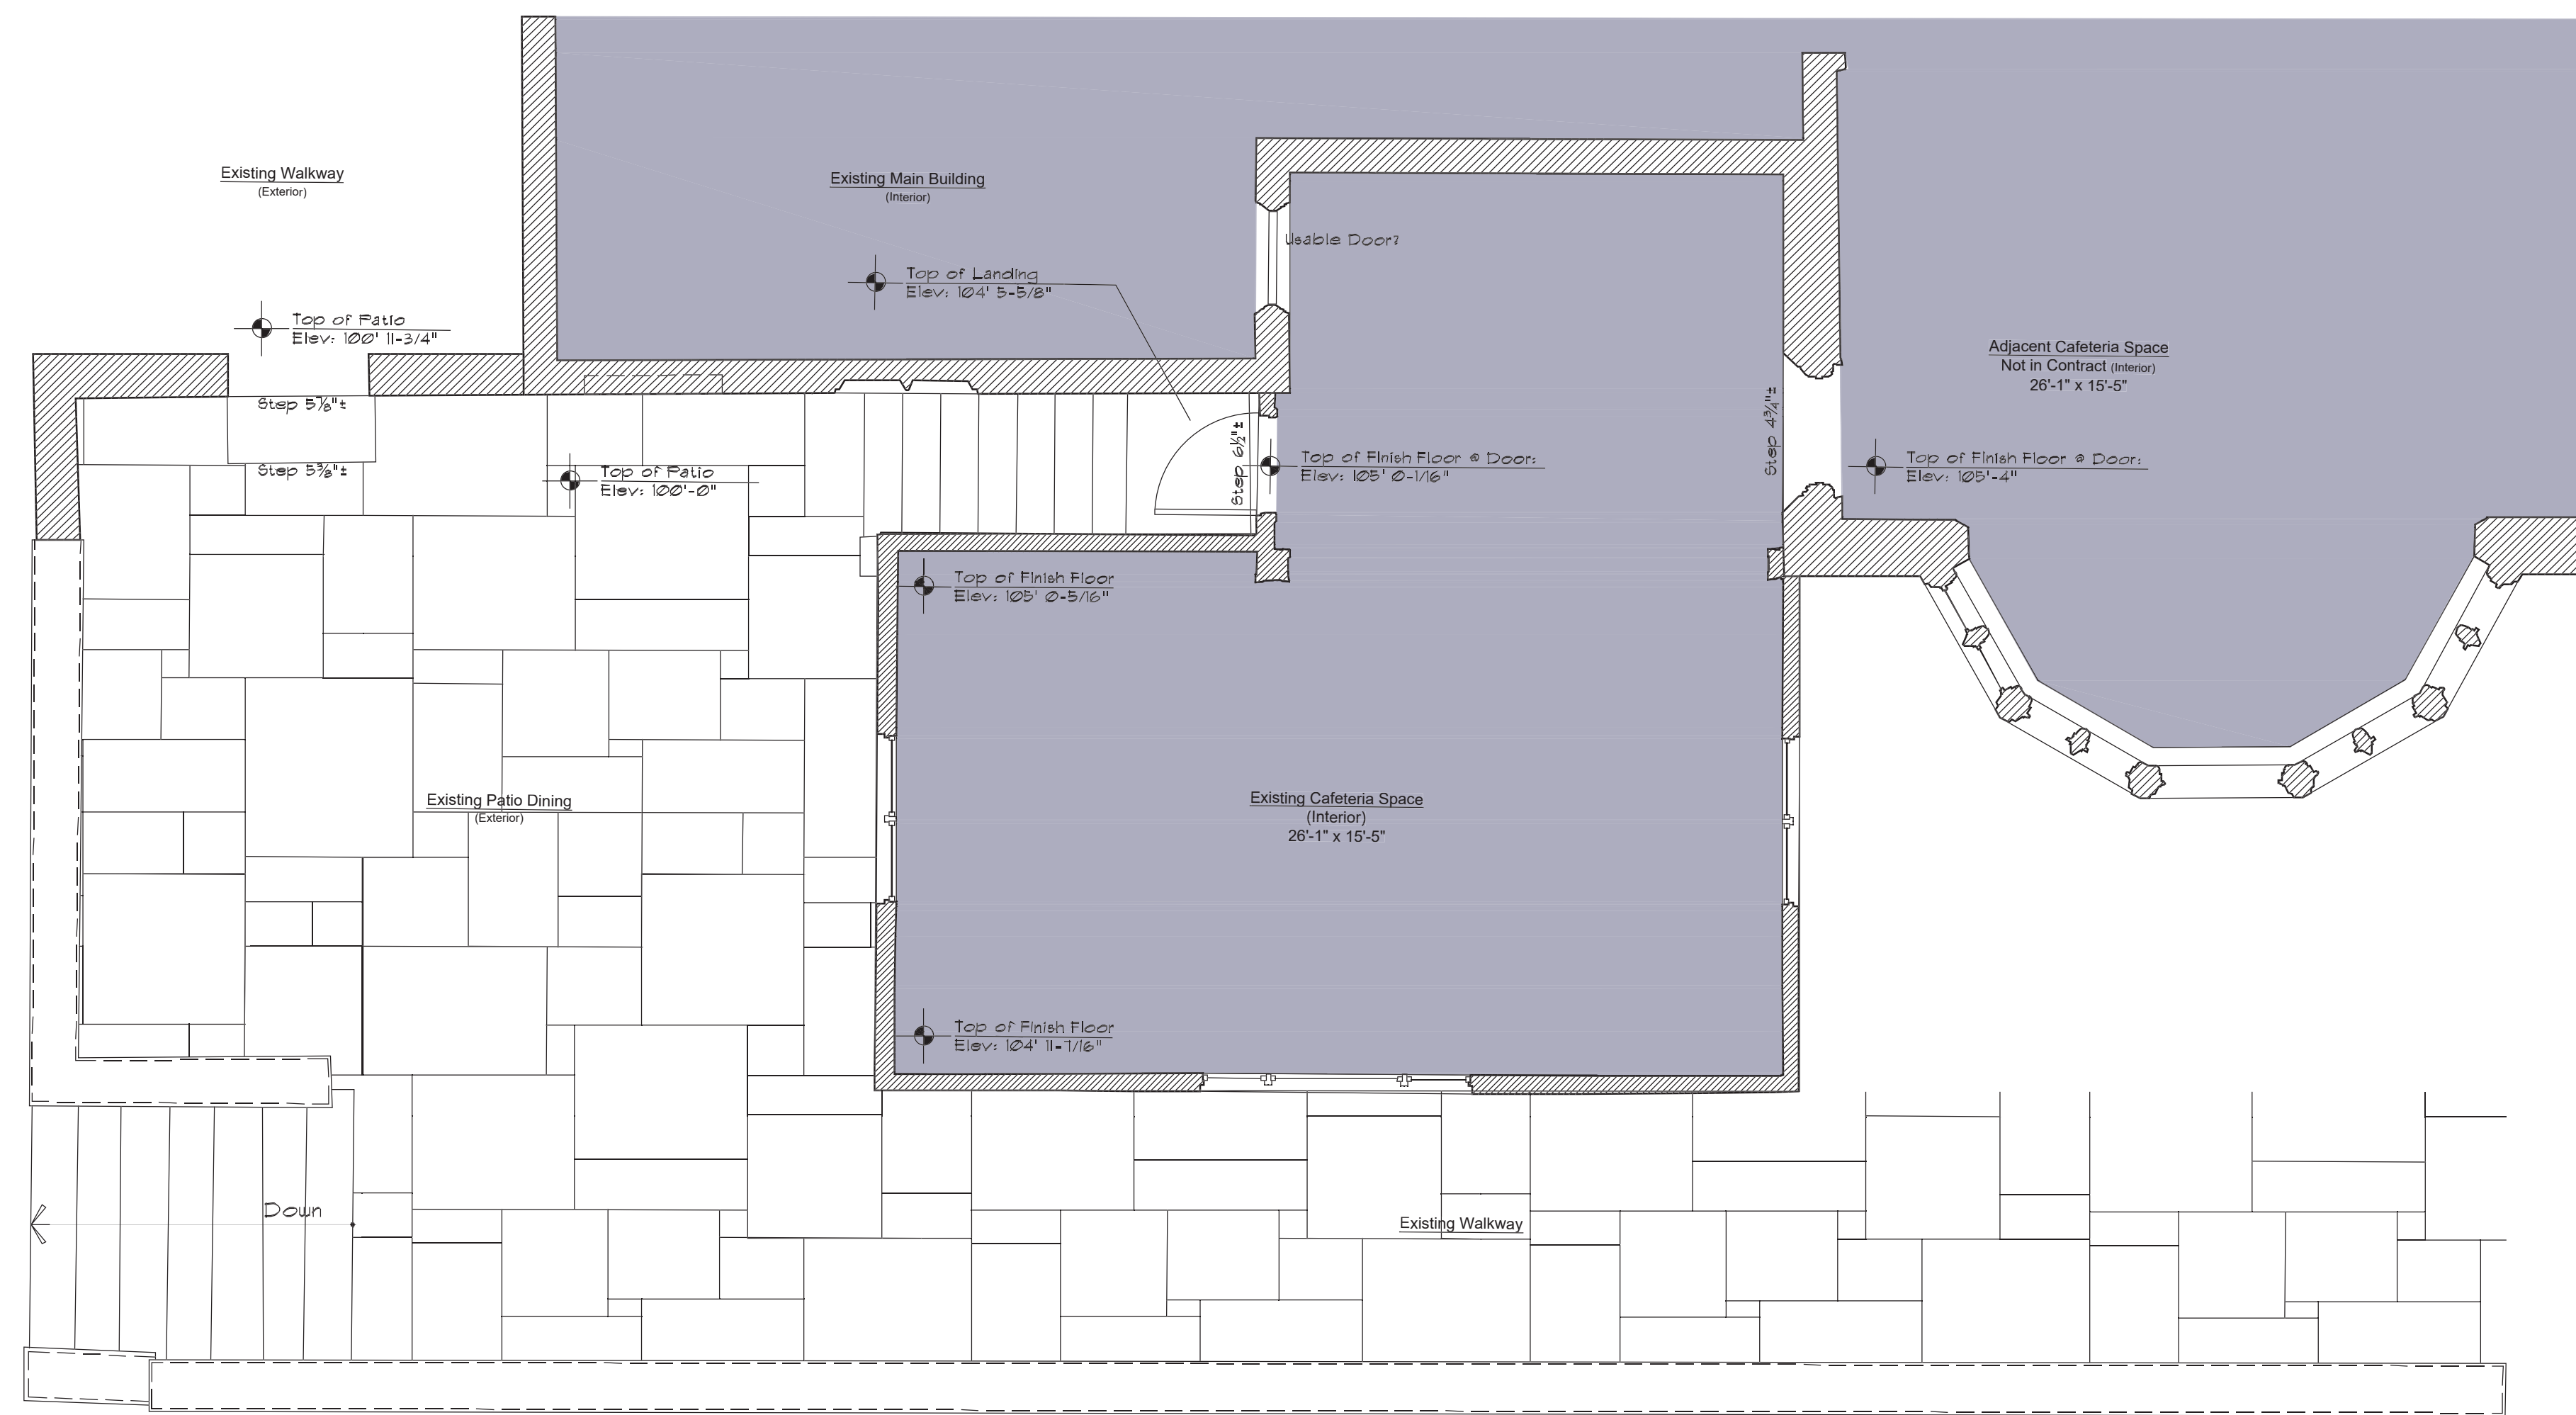 Existing Walkway
(Exterior)
Existing Main Building
(Interior)
Usable Door?
Top of Landing
Elev: 104' 5-5/8"
Top of Patio
Elev: 100' 11-3/4"
Adjacent Cafeteria Space
Not in Contract (Interior)
26'-1" x 15'-5"
Step 5⅞"±
Step 5⅜"±
Top of Patio
Elev: 100'-0"
Step 6½"±
Top of Finish Floor @ Door:
Elev: 105' 0-1/16"
Step 4¾"±
Top of Finish Floor @ Door:
Elev: 105'-4"
Top of Finish Floor
Elev: 105' 0-5/16"
Existing Patio Dining
(Exterior)
Existing Cafeteria Space
(Interior)
26'-1" x 15'-5"
Top of Finish Floor
Elev: 104' 11-7/16"
Down
Existing Walkway